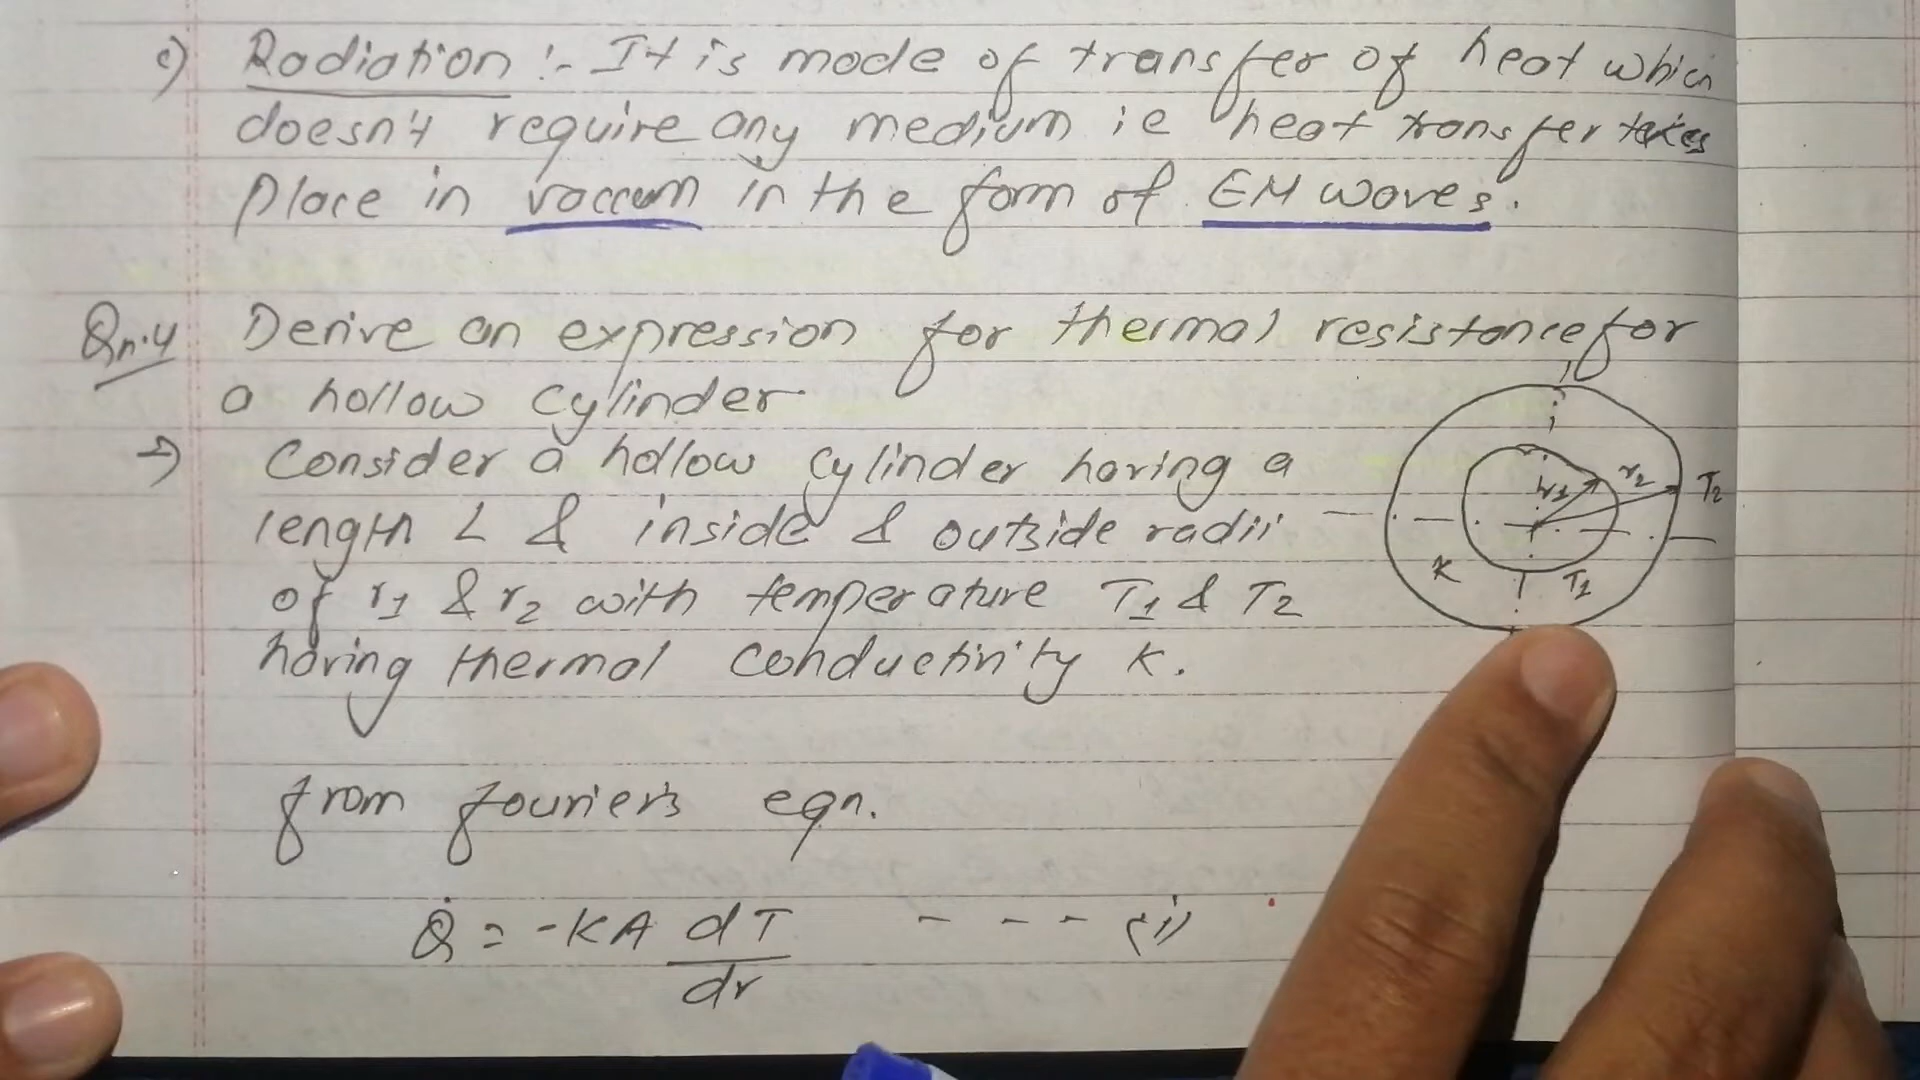 c) Radiation :- It is mode of transfer of heat which
doesn't require any medium ie heat transfer takes
place in vaccum in the form of EM waves.
Qn.4 Derive an expression for thermal resistance for
a hollow cylinder
⇒ Consider a hollow cylinder having a
length L & inside & outside radii
of r1 & r2 with temperature T1 & T2
having thermal conductivity K.
r1 r2 T2
K T1
from fourier's eqn.
Q̇ = -KA dT/dr - - - (i)